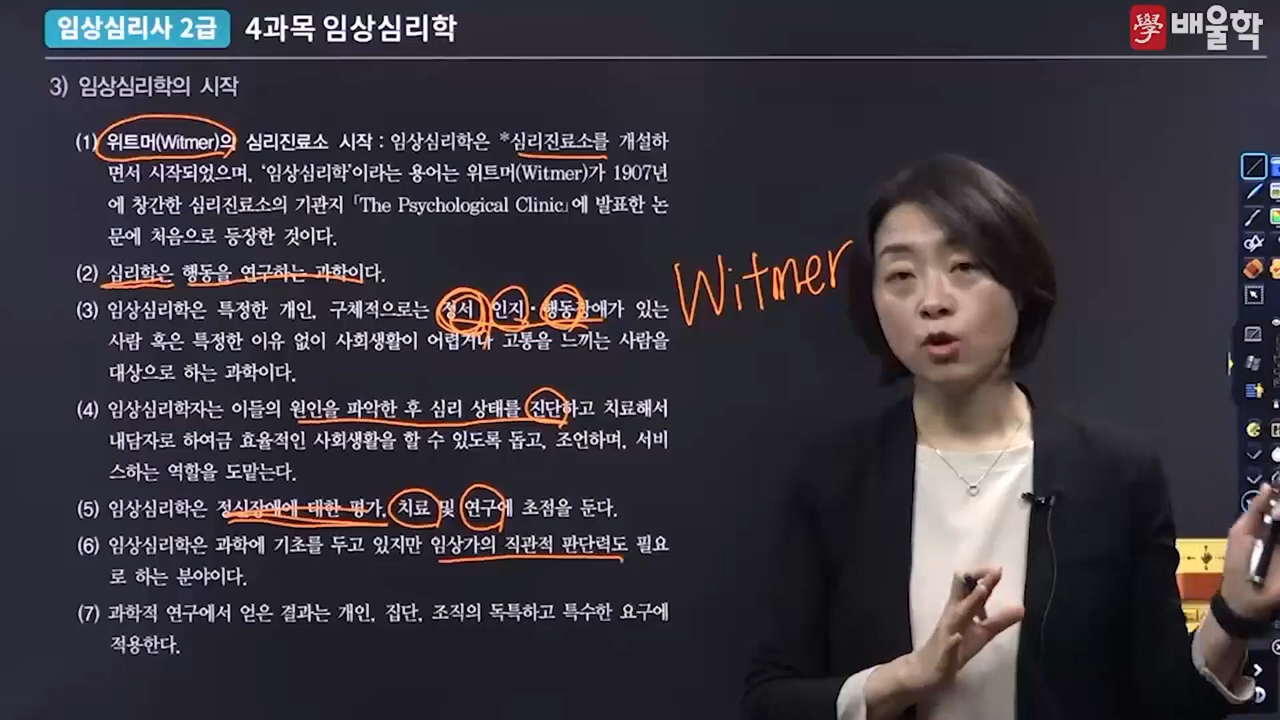 임상심리사 2급 4과목 임상심리학
學 배울학
3) 임상심리학의 시작
(1) 위트머(Witmer)의 심리진료소 시작 : 임상심리학은 *심리진료소를 개설하
면서 시작되었으며, ‘임상심리학’이라는 용어는 위트머(Witmer)가 1907년
에 창간한 심리진료소의 기관지 「The Psychological Clinic」에 발표한 논
문에 처음으로 등장한 것이다.
(2) 심리학은 행동을 연구하는 과학이다.
(3) 임상심리학은 특정한 개인, 구체적으로는 정서·인지·행동장애가 있는
사람 혹은 특정한 이유 없이 사회생활이 어렵거나 고통을 느끼는 사람을
대상으로 하는 과학이다.
Witmer
(4) 임상심리학자는 이들의 원인을 파악한 후 심리 상태를 진단하고 치료해서
내담자로 하여금 효율적인 사회생활을 할 수 있도록 돕고, 조언하며, 서비
스하는 역할을 도맡는다.
(5) 임상심리학은 정신장애에 대한 평가, 치료 및 연구에 초점을 둔다.
(6) 임상심리학은 과학에 기초를 두고 있지만 임상가의 직관적 판단력도 필요
로 하는 분야이다.
(7) 과학적 연구에서 얻은 결과는 개인, 집단, 조직의 독특하고 특수한 요구에
적용한다.